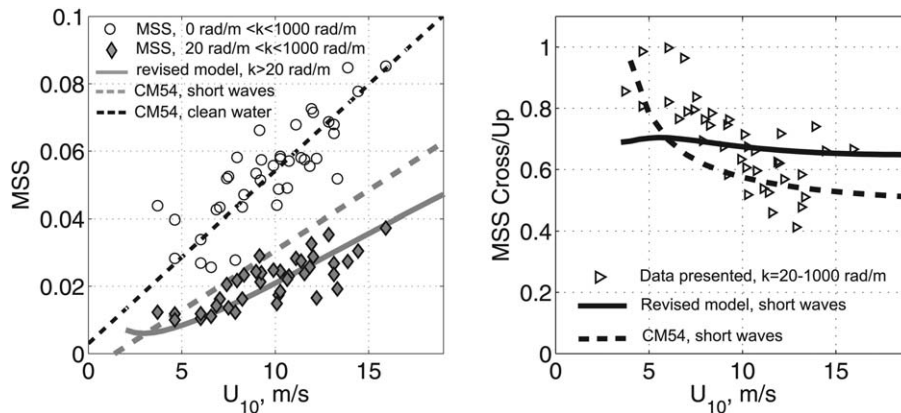 0.1
0.08
0.06
0.04
0.02
0
MSS
○ MSS, 0 rad/m <k<1000 rad/m
MSS, 20 rad/m <k<1000 rad/m
revised model, k>20 rad/m
CM54, short waves
CM54, clean water
0 5 10 15
U10, m/s
1
0.8
0.6
0.4
0.2
0
MSS Cross/Up
Data presented, k=20-1000 rad/m
Revised model, short waves
CM54, short waves
0 5 10 15
U10, m/s